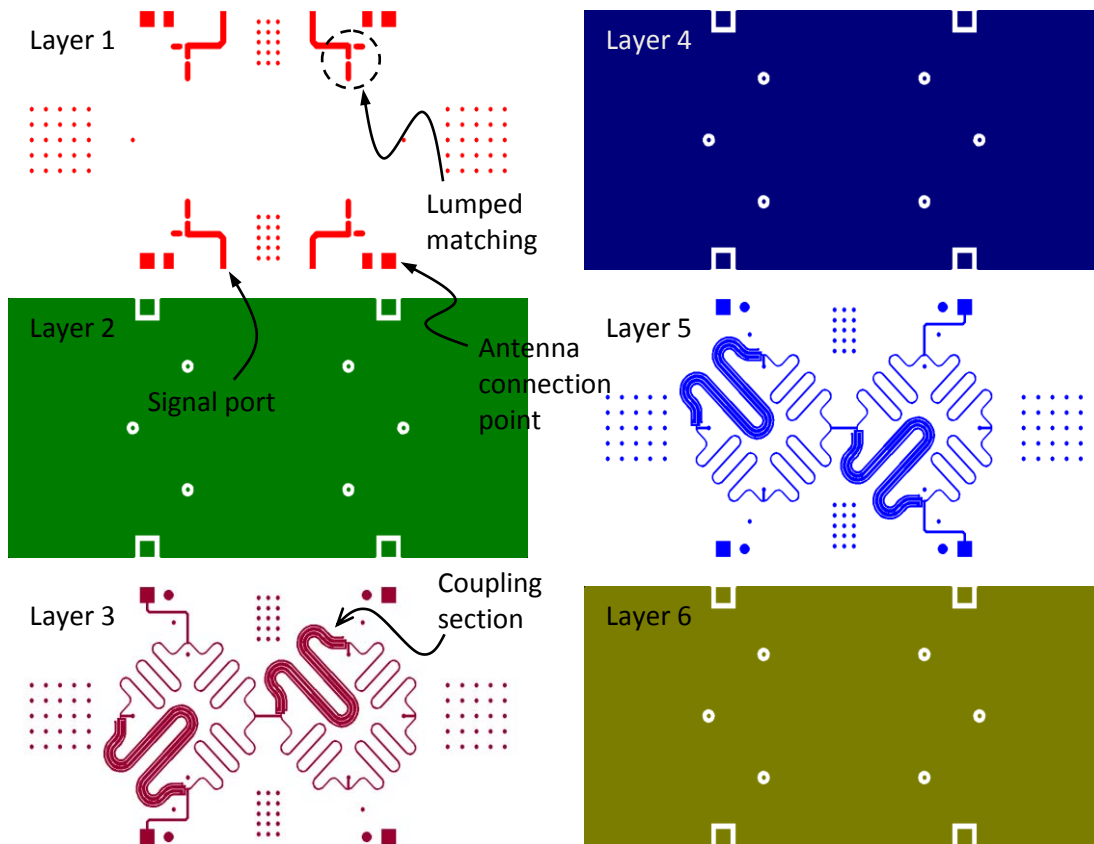 Layer 1
Lumped
matching
Layer 2
Signal port
Antenna
connection
point
Layer 3
Coupling
section
Layer 4
Layer 5
Layer 6